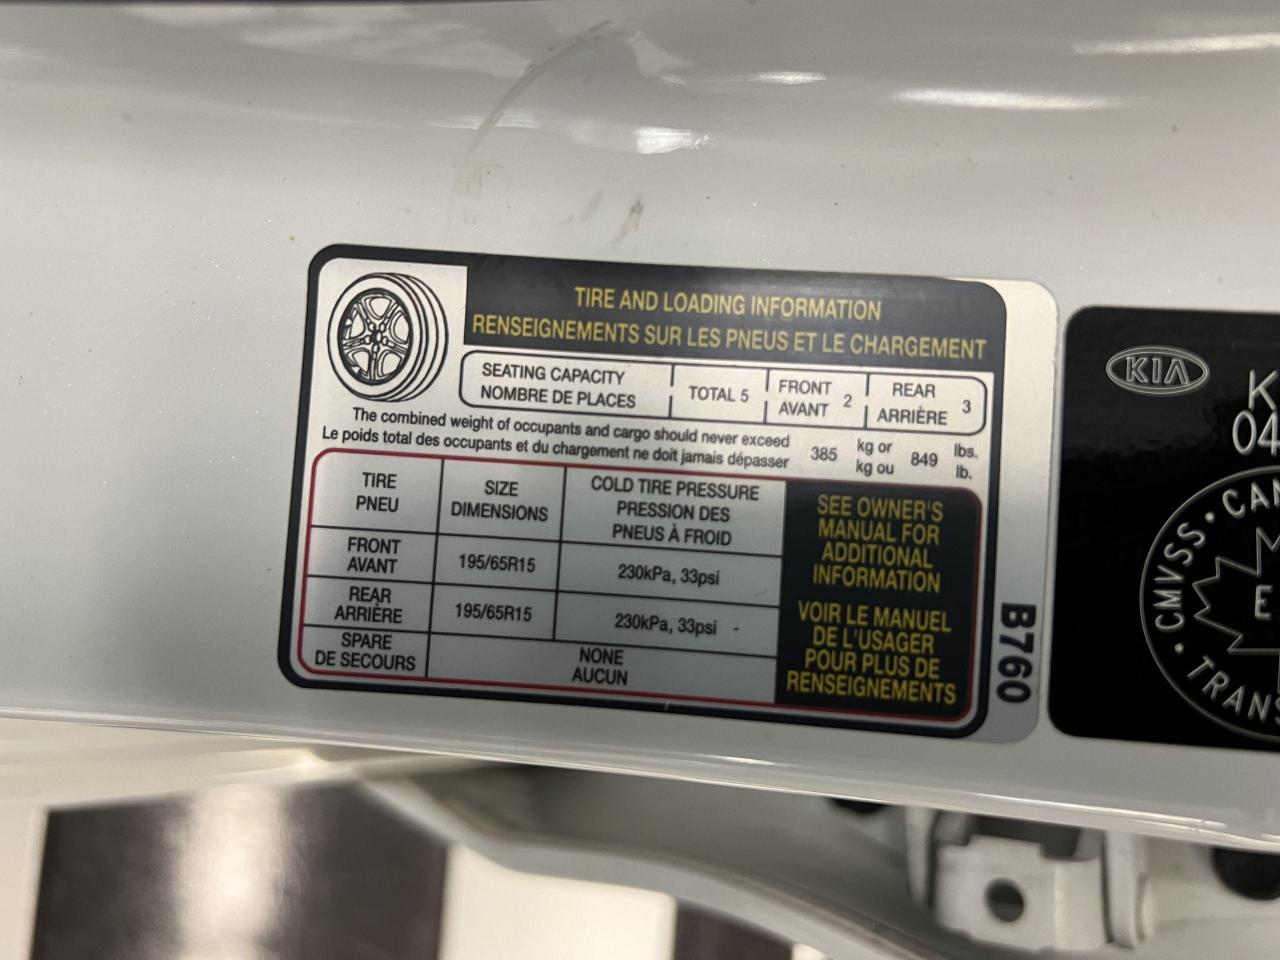 TIRE AND LOADING INFORMATION
RENSEIGNEMENTS SUR LES PNEUS ET LE CHARGEMENT
SEATING CAPACITY
NOMBRE DE PLACES
TOTAL 5
FRONT
AVANT
2
REAR
ARRIÈRE
3
The combined weight of occupants and cargo should never exceed
Le poids total des occupants et du chargement ne doit jamais dépasser
385
kg or
kg ou
849
lbs.
lb.
TIRE
PNEU
SIZE
DIMENSIONS
COLD TIRE PRESSURE
PRESSION DES
PNEUS À FROID
FRONT
AVANT
195/65R15
230kPa, 33psi
REAR
ARRIÈRE
195/65R15
230kPa, 33psi
SPARE
DE SECOURS
NONE
AUCUN
SEE OWNER'S
MANUAL FOR
ADDITIONAL
INFORMATION
VOIR LE MANUEL
DE L'USAGER
POUR PLUS DE
RENSEIGNEMENTS
B760
KIA
K
04
CMVSS